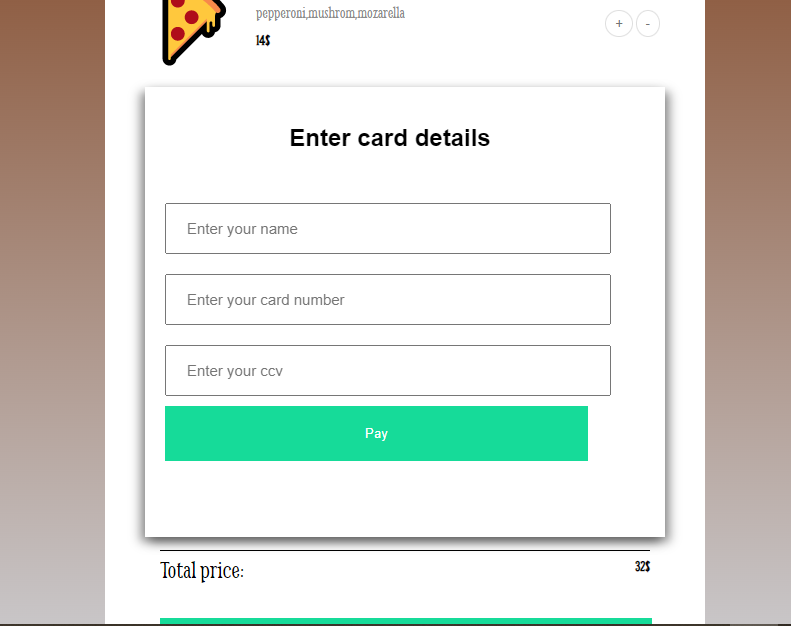 pepperoni,mushrom,mozarella
+ -
14$
Enter card details
Enter your name
Enter your card number
Enter your ccv
Pay
Total price: 32$